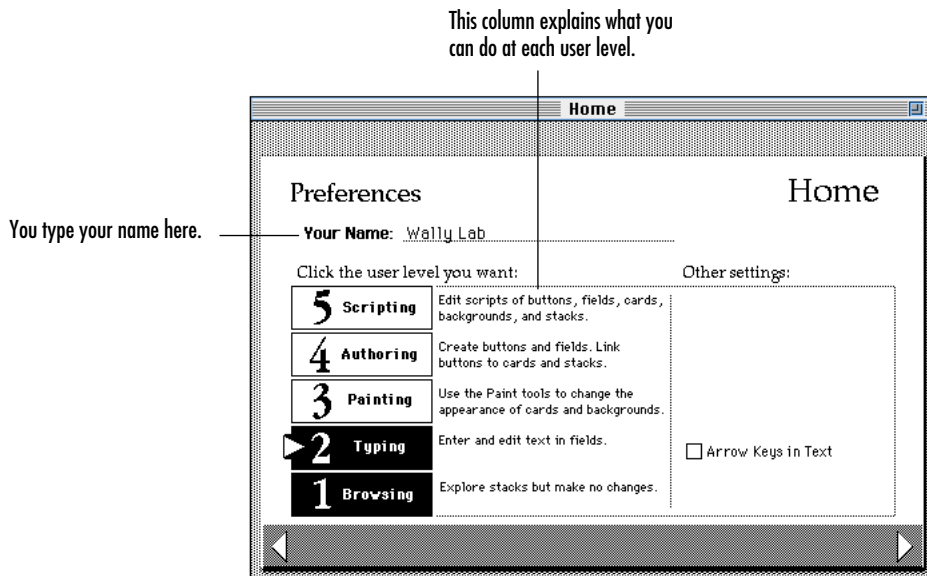 This column explains what you
can do at each user level.
Home
Preferences
Home
You type your name here.
Your Name: Wally Lab
Click the user level you want:
Other settings:
5 Scripting
Edit scripts of buttons, fields, cards,
backgrounds, and stacks.
4 Authoring
Create buttons and fields. Link
buttons to cards and stacks.
3 Painting
Use the Paint tools to change the
appearance of cards and backgrounds.
2 Typing
Enter and edit text in fields.
Arrow Keys in Text
1 Browsing
Explore stacks but make no changes.